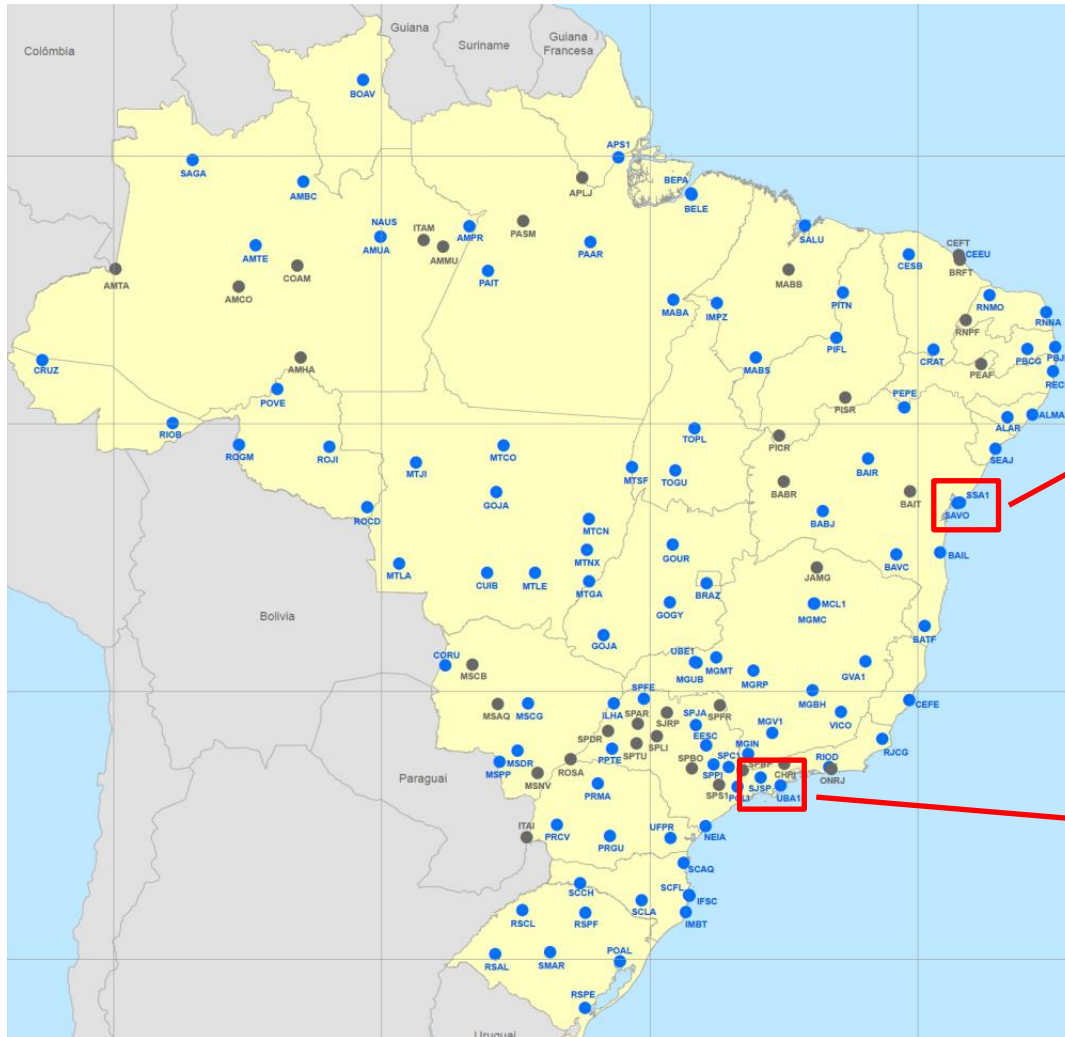 Colómbia
Guiana
Suriname
Guiana
Francesa
BOAV
APS1
SAGA
AMBC
APLJ
BEPA
BELE
NAUS
ITAM
AMPR
PASM
AMUA
AMMU
AMTE
PAAR
SALU
CEFT
CEEU
CESB
BRFT
COAM
PAIT
MABB
AMTA
AMCO
MABA
IMPZ
PITN
RNMO
RNNA
RNPF
PIFL
CRUZ
AMHA
MABS
CRAT
PBCG
PBJP
PEAF
POVE
PEPE
PISR
RIOB
TOPL
PICR
ALAR
ROGM
ROJI
MTCO
MTJI
BAIR
SEAJ
MTSF
TOGU
BABR
GOJA
BAIT
SSA1
SAVO
ROCD
MTCN
BABJ
MTNX
GOUR
BAVC
BAIL
MTLA
CUIB
MTLE
JAMG
MTGA
BRAZ
Bolivia
GOGY
MCL1
MGMC
BATF
GOJA
CORU
UBE1
MSCB
MGMT
MGUB
MGRP
GVA1
SPFE
MSAQ
MSCG
ILHA
SPAR
SJRP
SPJA
SPFR
MGBH
CEFE
SPDR
EESC
MGV1
VICO
SPLI
SPTU
MGIN
RJCG
MSDR
PPTE
SPBO
SPC1
RIOD
MSPP
ROSA
SPPI
CHPI
ONRJ
Paraguai
MSNV
SJSP
PRMA
SPS1
UBA1
ITAI
PRCV
PRGU
UFPR
NEIA
SCAQ
SCCH
SCFL
IFSC
RSCL
RSPF
SCLA
IMBT
POAL
RSAL
SMAR
RSPE